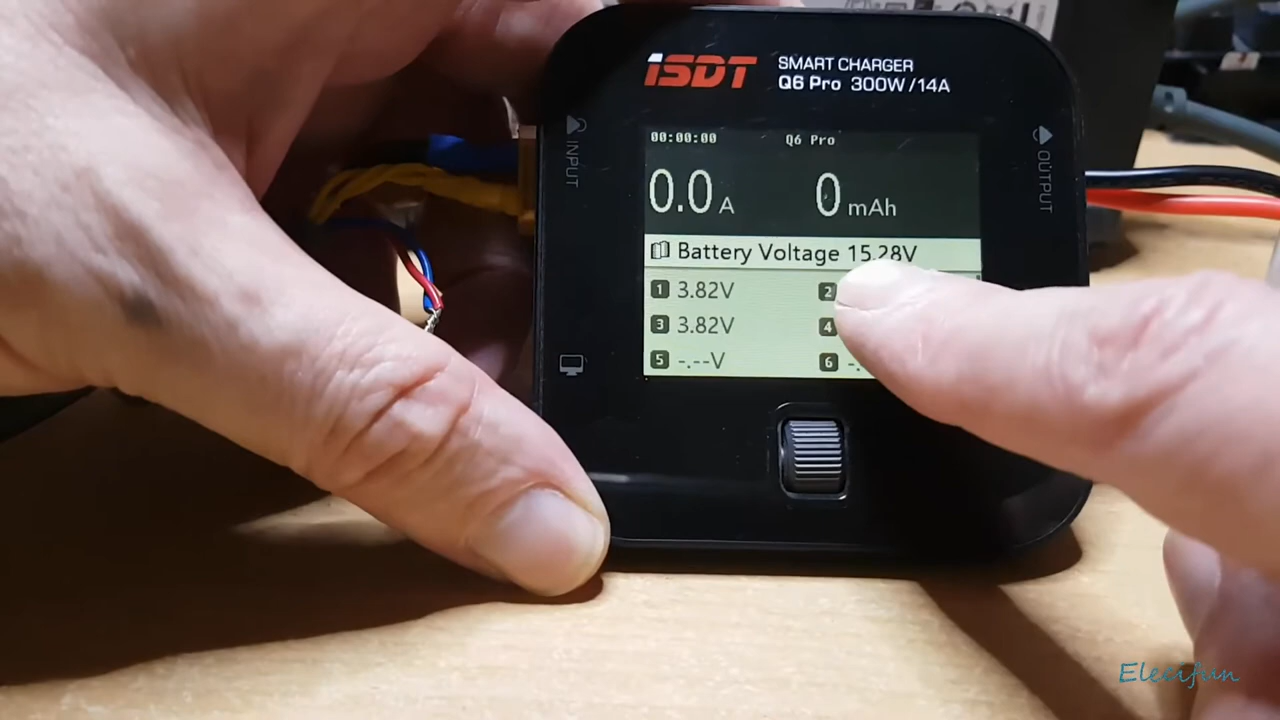 iSDT
SMART CHARGER
Q6 Pro 300W/14A
INPUT
OUTPUT
00:00:00 Q6 Pro
0.0 A 0 mAh
Battery Voltage 15.28V
1 3.82V 2
3 3.82V 4
5 -.--V 6 -.
Elecifun